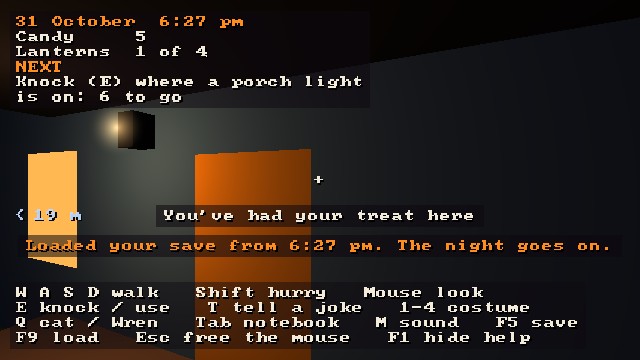 31 October 6:27 pm
Candy 5
Lanterns 1 of 4
NEXT
Knock (E) where a porch light
is on: 6 to go
+
< 19 m
You've had your treat here
Loaded your save from 6:27 pm. The night goes on.
W A S D walk Shift hurry Mouse look
E knock / use T tell a joke 1-4 costume
Q cat / Wren Tab notebook M sound F5 save
F9 load Esc free the mouse F1 hide help